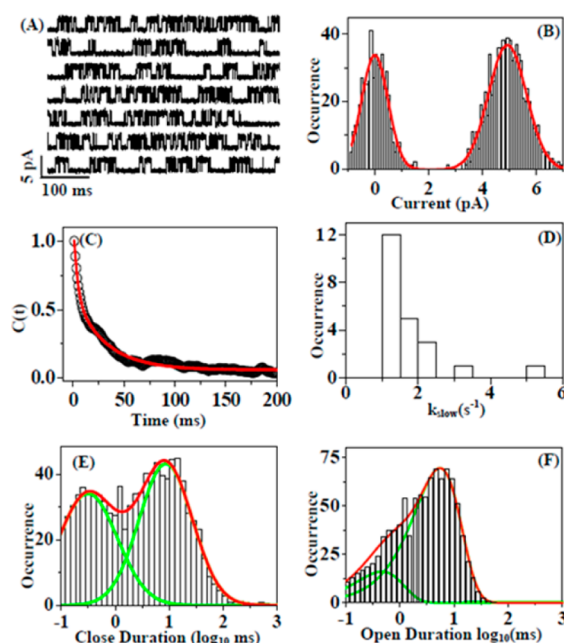 (A)
5 pA
100 ms
(B)
Occurrence
40
20
0
0 2 4 6
Current (pA)
(C)
C(t)
1.0
0.5
0.0
0 50 100 150 200
Time (ms)
(D)
Occurrence
12
8
4
0
0 2 4 6
kslow(s-1)
(E)
Occurrence
40
20
0
-1 0 1 2 3
Close Duration (log10 ms)
(F)
Occurrence
75
50
25
0
-1 0 1 2 3
Open Duration log10(ms)